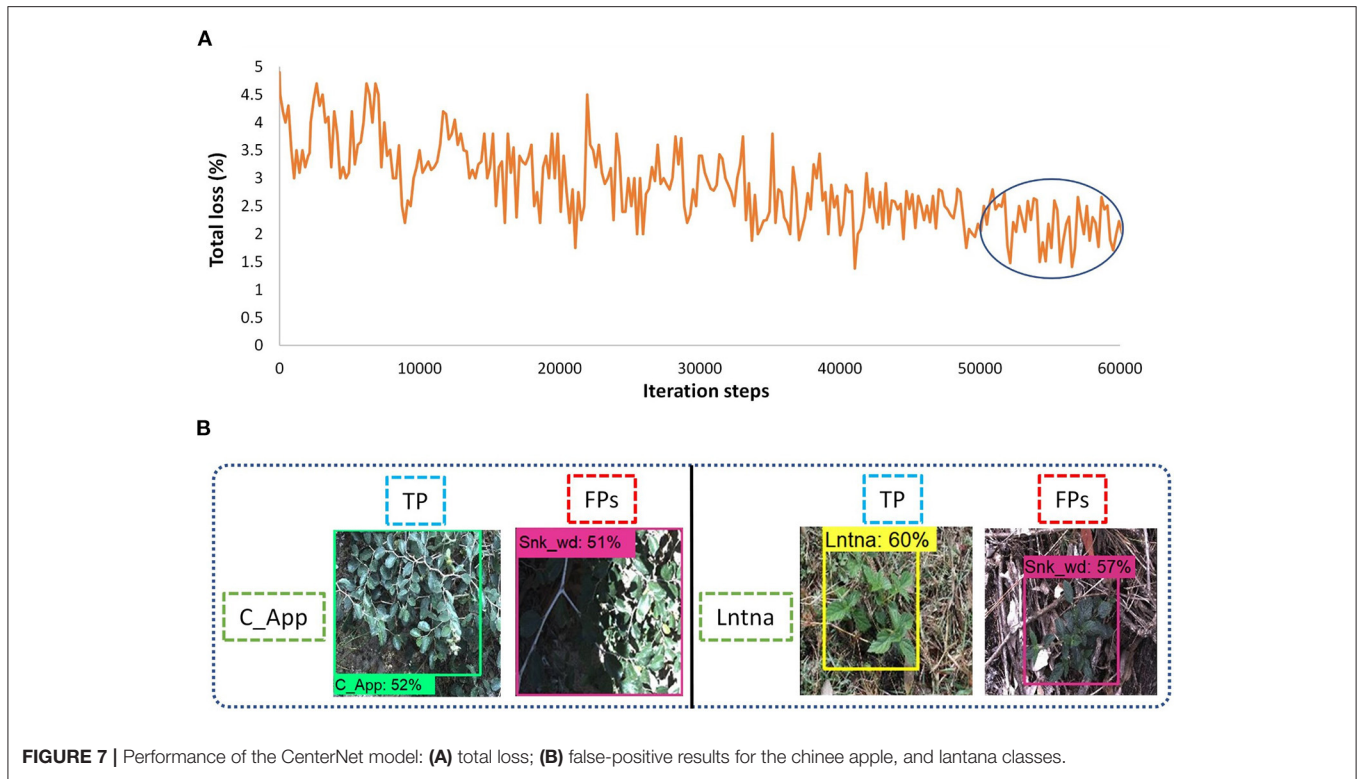 A
5
4.5
4
3.5
3
2.5
2
1.5
1
0.5
0
Total loss (%)
0 10000 20000 30000 40000 50000 60000
Iteration steps
B
TP FPs TP FPs
C_App
C_App: 52%
Snk_wd: 51%
Lntna
Lntna: 60%
Snk_wd: 57%
FIGURE 7 | Performance of the CenterNet model: (A) total loss; (B) false-positive results for the chinee apple, and lantana classes.